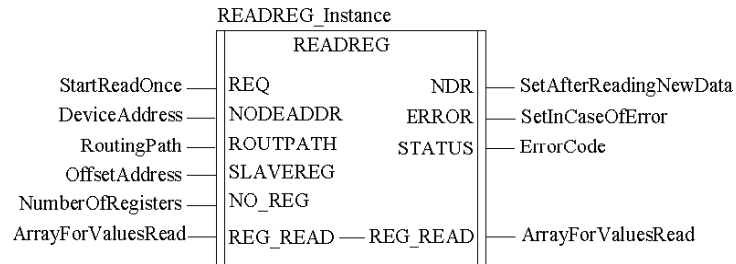 READREG_Instance
READREG
StartReadOnce REQ NDR SetAfterReadingNewData
DeviceAddress NODEADDR ERROR SetInCaseOfError
RoutingPath ROUTPATH STATUS ErrorCode
OffsetAddress SLAVEREG
NumberOfRegisters NO_REG
ArrayForValuesRead REG_READ REG_READ ArrayForValuesRead